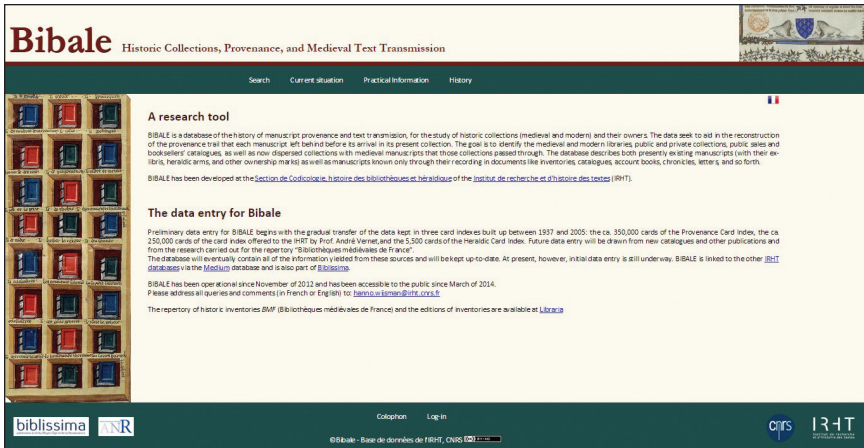 Bibale Historic Collections, Provenance, and Medieval Text Transmission
Search Current situation Practical Information History
A research tool
BIBALE is a database of the history of manuscript provenance and text transmission, for the study of historic collections (medieval and modern) and their owners. The data seek to aid in the reconstruction
of the provenance trail that each manuscript left behind before its arrival in its present collection. The goal is to identify the medieval and modern libraries, public and private collections, public sales and
booksellers' catalogues, as well as now dispersed collections with medieval manuscripts that those collections passed through. The database describes both presently existing manuscripts (with their ex-
libris, heraldic arms, and other ownership marks) as well as manuscripts known only through their recording in documents like inventories, catalogues, account books, chronicles, letters, and so forth.
BIBALE has been developed at the Section de Codicologie, histoire des bibliothèques et héraldique of the Institut de recherche et d'histoire des textes (IRHT).
The data entry for Bibale
Preliminary data entry for BIBALE begins with the gradual transfer of the data kept in three card indexes built up between 1937 and 2005: the ca. 350,000 cards of the Provenance Card Index, the ca.
250,000 cards of the card index offered to the IHRT by Prof. André Vernet,and the 5,500 cards of the Heraldic Card Index. Future data entry will be drawn from new catalogues and other publications and
from the research carried out for the repertory "Bibliothèques médiévales de France".
The database will eventually contain all of the information yielded from these sources and will be kept up-to-date. At present, however, initial data entry is still underway. BIBALE is linked to the other IRHT
databases via the Medium database and is also part of Biblissima.
BIBALE has been operational since November of 2012 and has been accessible to the public since March of 2014.
Please address all queries and comments (in French or English) to: hanno.wijsman@irht.cnrs.fr
The repertory of historic inventories BMF (Bibliothèques médiévales de France) and the editions of inventories are available at Libraria
Colophon Log-in
biblissima ANR
©Bibale - Base de données de l'IRHT, CNRS
cnrs IRHT